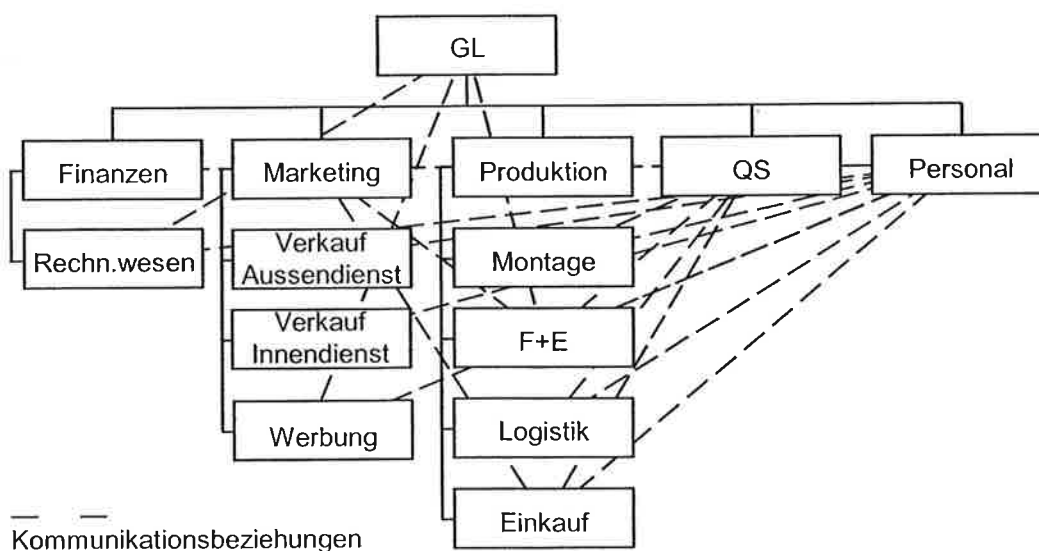 GL
Finanzen
Marketing
Produktion
QS
Personal
Rechn.wesen
Verkauf
Aussendienst
Montage
Verkauf
Innendienst
F+E
Werbung
Logistik
Einkauf
Kommunikationsbeziehungen